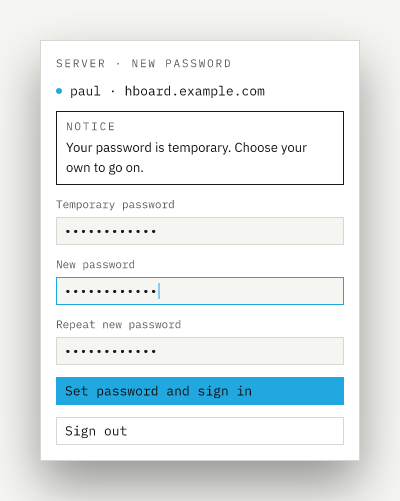 SERVER · NEW PASSWORD
paul · hboard.example.com
NOTICE
Your password is temporary. Choose your
own to go on.
Temporary password
••••••••••••
New password
••••••••••••
Repeat new password
••••••••••••
Set password and sign in
Sign out